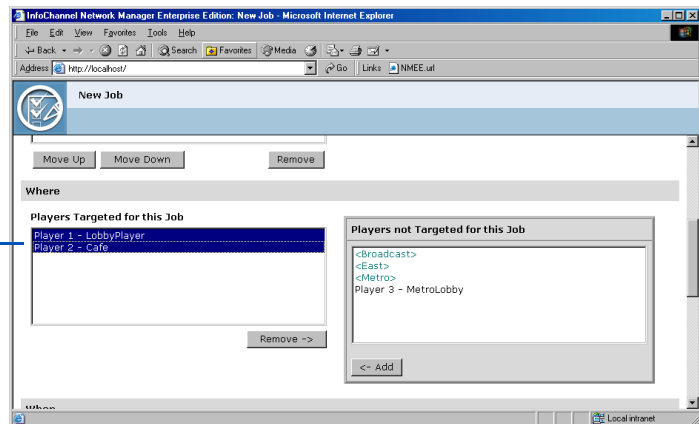 InfoChannel Network Manager Enterprise Edition: New Job - Microsoft Internet Explorer
File Edit View Favorites Tools Help
Back Search Favorites Media
Address http://localhost/ Go Links NMEE.url
New Job
Move Up Move Down Remove
Where
Players Targeted for this Job
Player 1 - LobbyPlayer
Player 2 - Cafe
Remove ->
Players not Targeted for this Job
<Broadcast>
<East>
<Metro>
Player 3 - MetroLobby
<- Add
When
Local intranet